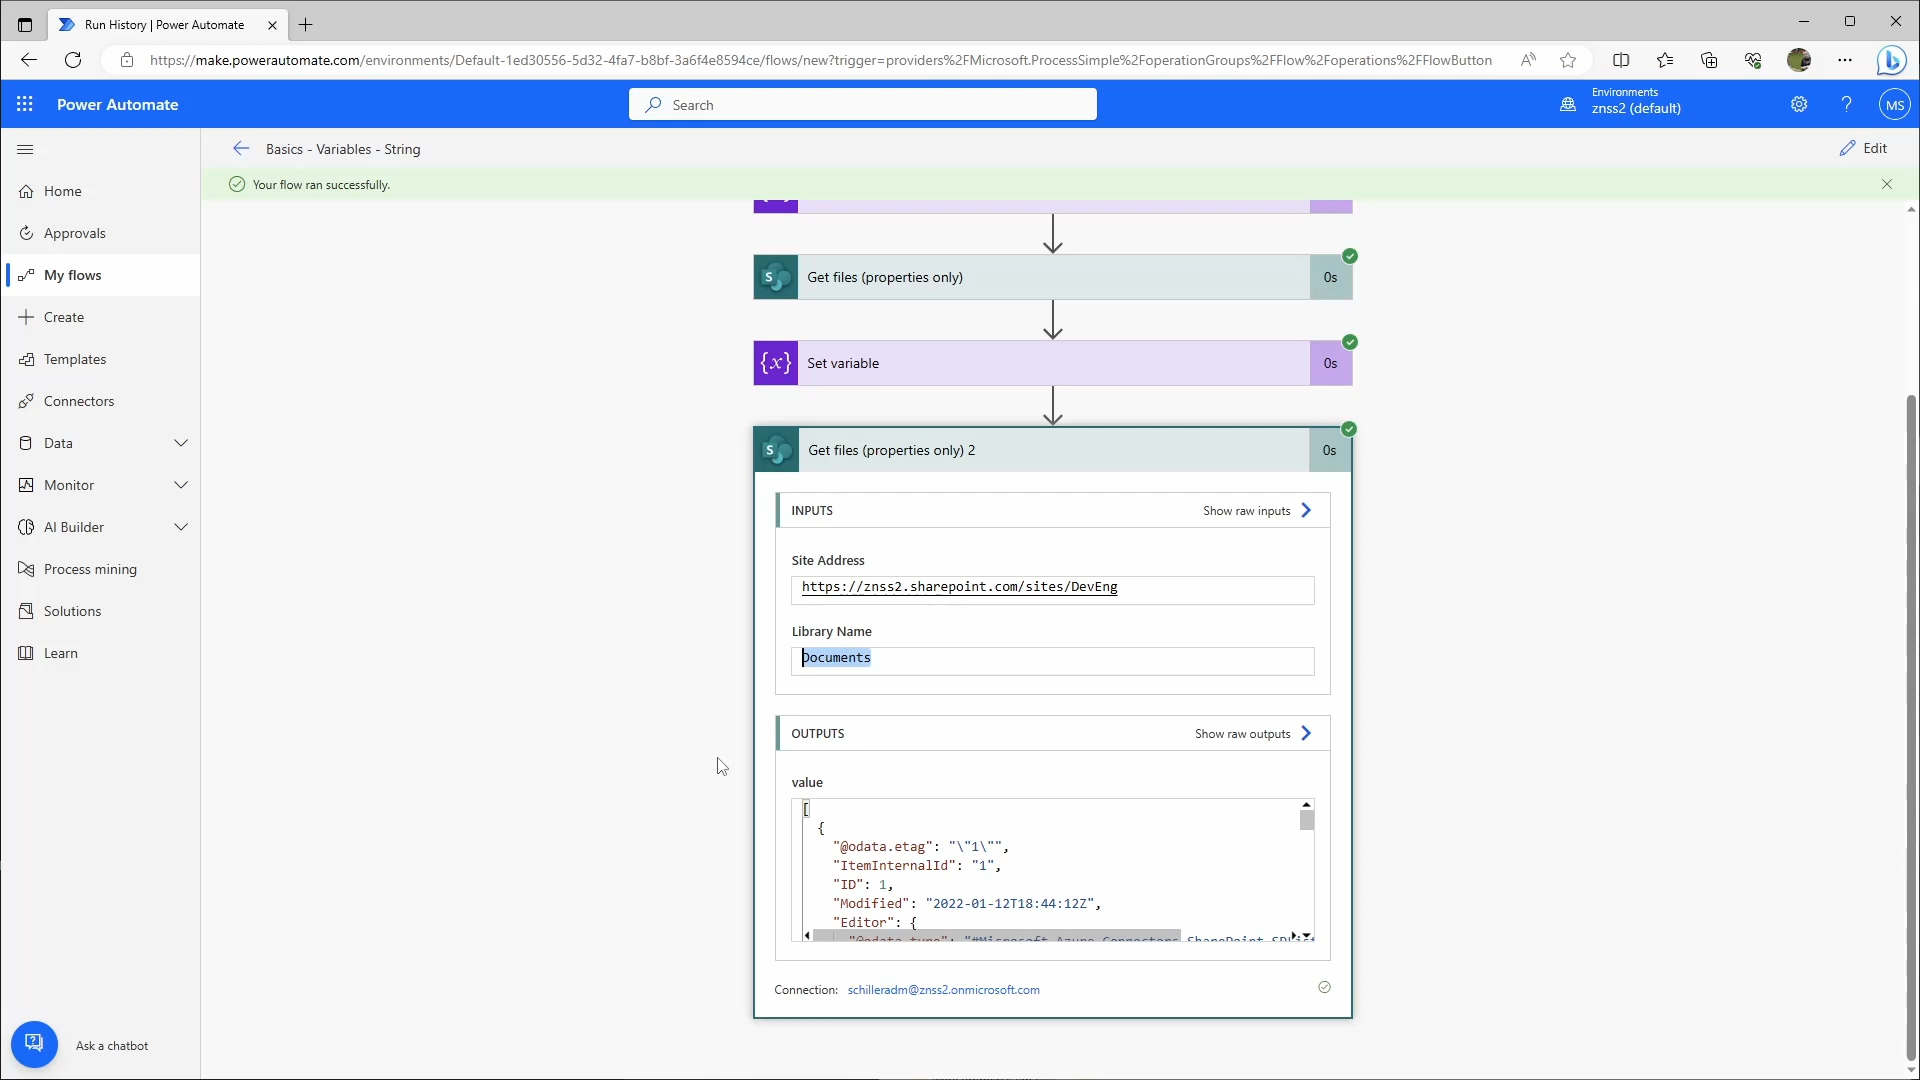 Run History | Power Automate
https://make.powerautomate.com/environments/Default-1ed30556-5d32-4fa7-b8bf-3a6f4e8594ce/flows/new?trigger=providers%2FMicrosoft.ProcessSimple%2FoperationGroups%2FFlow%2Foperations%2FFlowButton
Power Automate
Search
Environments
znss2 (default)
?
MS
Basics - Variables - String
Edit
Your flow ran successfully.
Home
Approvals
My flows
Create
Templates
Connectors
Data
Monitor
AI Builder
Process mining
Solutions
Learn
Ask a chatbot
S
Get files (properties only)
0s
{x}
Set variable
0s
S
Get files (properties only) 2
0s
INPUTS
Show raw inputs
Site Address
https://znss2.sharepoint.com/sites/DevEng
Library Name
Documents
OUTPUTS
Show raw outputs
value
[
{
"@odata.etag": "\"1\"",
"ItemInternalId": "1",
"ID": 1,
"Modified": "2022-01-12T18:44:12Z",
"Editor": {
Connection: schilleradm@znss2.onmicrosoft.com